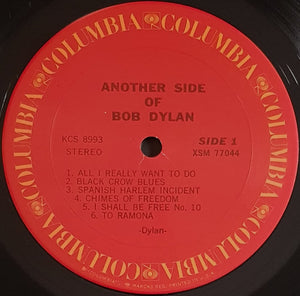 COLUMBIA COLUMBIA COLUMBIA COLUMBIA COLUMBIA COLUMBIA
ANOTHER SIDE
OF
BOB DYLAN
KCS 8993
SIDE 1
STEREO
XSM 77044
1. ALL I REALLY WANT TO DO
2. BLACK CROW BLUES
3. SPANISH HARLEM INCIDENT
4. CHIMES OF FREEDOM
5. I SHALL BE FREE No. 10
6. TO RAMONA
-Dylan-